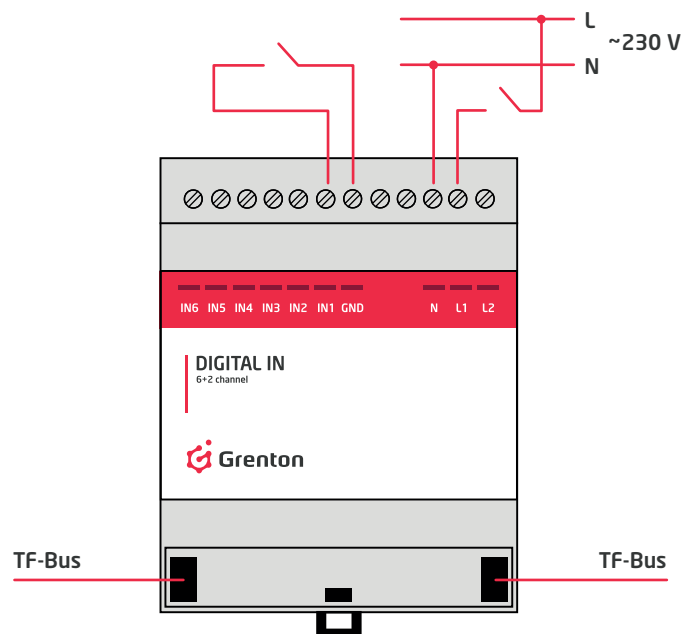 L
~230 V
N
IN6 IN5 IN4 IN3 IN2 IN1 GND N L1 L2
DIGITAL IN
6+2 channel
Grenton
TF-Bus
TF-Bus